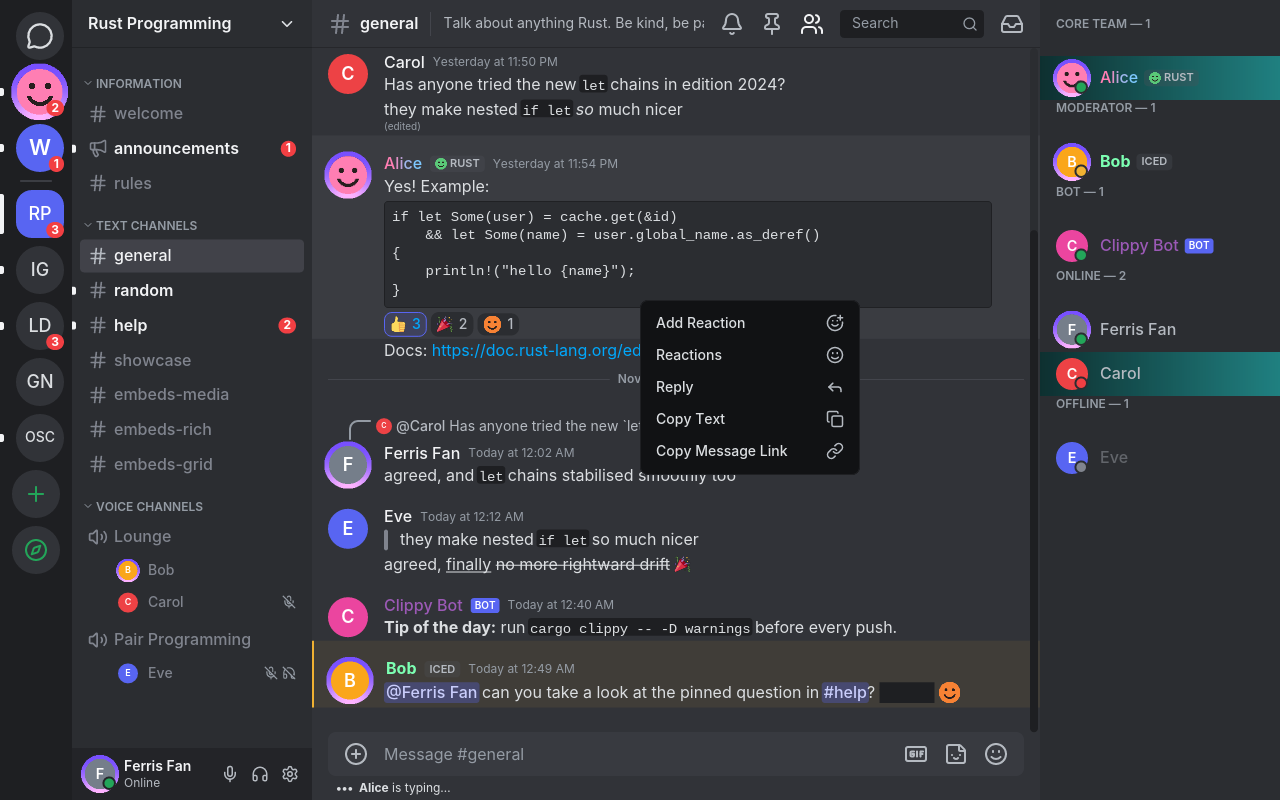 2
W
1
RP
3
IG
LD
3
GN
OSC
Rust Programming
INFORMATION
welcome
announcements
1
rules
TEXT CHANNELS
general
random
help
2
showcase
embeds-media
embeds-rich
embeds-grid
VOICE CHANNELS
Lounge
B Bob
C Carol
Pair Programming
E Eve
F
Ferris Fan
Online
general
Talk about anything Rust. Be kind, be pa
Search
C
Carol Yesterday at 11:50 PM
Has anyone tried the new let chains in edition 2024?
they make nested if let so much nicer
(edited)
Alice RUST Yesterday at 11:54 PM
Yes! Example:
if let Some(user) = cache.get(&id)
    && let Some(name) = user.global_name.as_deref()
{
    println!("hello {name}");
}
👍 3 🎉 2 🙂 1
Docs: https://doc.rust-lang.org/ed
Nov
C @Carol Has anyone tried the new `let
F
Ferris Fan Today at 12:02 AM
agreed, and let chains stabilised smoothly too
E
Eve Today at 12:12 AM
they make nested if let so much nicer
agreed, finally no more rightward drift 🎉
C
Clippy Bot BOT Today at 12:40 AM
Tip of the day: run cargo clippy -- -D warnings before every push.
B
Bob ICED Today at 12:49 AM
@Ferris Fan can you take a look at the pinned question in #help?
Add Reaction
Reactions
Reply
Copy Text
Copy Message Link
Message #general
GIF
Alice is typing...
CORE TEAM — 1
Alice RUST
MODERATOR — 1
B Bob ICED
BOT — 1
C Clippy Bot BOT
ONLINE — 2
F Ferris Fan
C Carol
OFFLINE — 1
E Eve